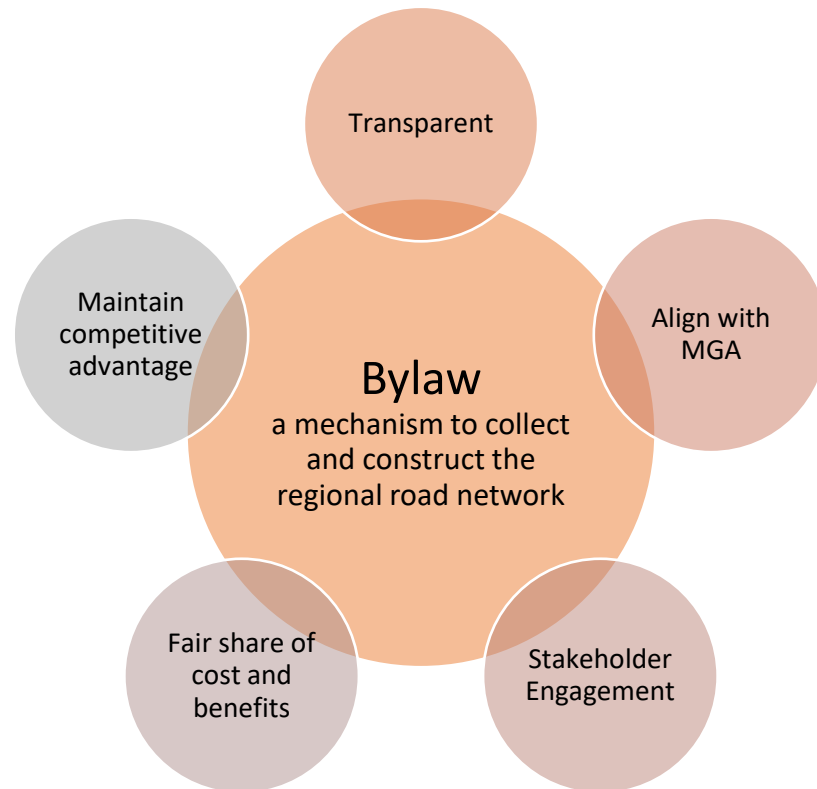 Transparent
Maintain
competitive
advantage
Align with
MGA
Bylaw
a mechanism to collect
and construct the
regional road network
Fair share of
cost and
benefits
Stakeholder
Engagement